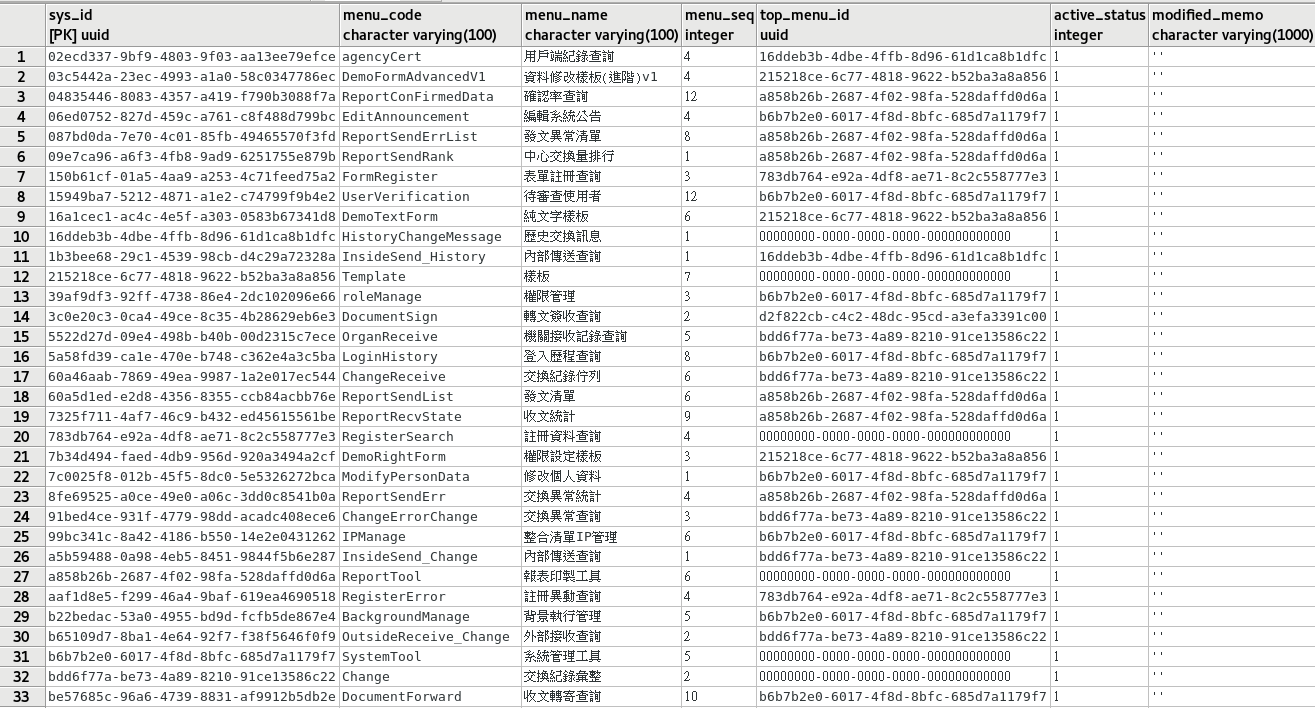 sys_id menu_code menu_name menu_seq top_menu_id active_status modified_memo
[PK] uuid character varying(100) character varying(100) integer uuid integer character varying(1000)
1 02ecd337-9bf9-4803-9f03-aa13ee79efce agencyCert 用戶端紀錄查詢 4 16ddeb3b-4dbe-4ffb-8d96-61d1ca8b1dfc 1 ''
2 03c5442a-23ec-4993-a1a0-58c0347786ec DemoFormAdvancedV1 資料修改樣板(進階)v1 4 215218ce-6c77-4818-9622-b52ba3a8a856 1 ''
3 04835446-8083-4357-a419-f790b3088f7a ReportConFirmedData 確認率查詢 12 a858b26b-2687-4f02-98fa-528daffd0d6a 1 ''
4 06ed0752-827d-459c-a761-c8f488d799bc EditAnnouncement 編輯系統公告 4 b6b7b2e0-6017-4f8d-8bfc-685d7a1179f7 1 ''
5 087bd0da-7e70-4c01-85fb-49465570f3fd ReportSendErrList 發文異常清單 8 a858b26b-2687-4f02-98fa-528daffd0d6a 1 ''
6 09e7ca96-a6f3-4fb8-9ad9-6251755e879b ReportSendRank 中心交換量排行 1 a858b26b-2687-4f02-98fa-528daffd0d6a 1 ''
7 150b61cf-01a5-4aa9-a253-4c71feed75a2 FormRegister 表單註冊查詢 3 783db764-e92a-4df8-ae71-8c2c558777e3 1 ''
8 15949ba7-5212-4871-a1e2-c74799f9b4e2 UserVerification 待審查使用者 12 b6b7b2e0-6017-4f8d-8bfc-685d7a1179f7 1 ''
9 16a1cec1-ac4c-4e5f-a303-0583b67341d8 DemoTextForm 純文字樣板 6 215218ce-6c77-4818-9622-b52ba3a8a856 1 ''
10 16ddeb3b-4dbe-4ffb-8d96-61d1ca8b1dfc HistoryChangeMessage 歷史交換訊息 1 00000000-0000-0000-0000-000000000000 1 ''
11 1b3bee68-29c1-4539-98cb-d4c29a72328a InsideSend_History 內部傳送查詢 1 16ddeb3b-4dbe-4ffb-8d96-61d1ca8b1dfc 1 ''
12 215218ce-6c77-4818-9622-b52ba3a8a856 Template 樣板 7 00000000-0000-0000-0000-000000000000 1 ''
13 39af9df3-92ff-4738-86e4-2dc102096e66 roleManage 權限管理 3 b6b7b2e0-6017-4f8d-8bfc-685d7a1179f7 1 ''
14 3c0e20c3-0ca4-49ce-8c35-4b28629eb6e3 DocumentSign 轉文簽收查詢 2 d2f822cb-c4c2-48dc-95cd-a3efa3391c00 1 ''
15 5522d27d-09e4-498b-b40b-00d2315c7ece OrganReceive 機關接收記錄查詢 5 bdd6f77a-be73-4a89-8210-91ce13586c22 1 ''
16 5a58fd39-ca1e-470e-b748-c362e4a3c5ba LoginHistory 登入歷程查詢 8 b6b7b2e0-6017-4f8d-8bfc-685d7a1179f7 1 ''
17 60a46aab-7869-49ea-9987-1a2e017ec544 ChangeReceive 交換紀錄佇列 6 bdd6f77a-be73-4a89-8210-91ce13586c22 1 ''
18 60a5d1ed-e2d8-4356-8355-ccb84acbb76e ReportSendList 發文清單 6 a858b26b-2687-4f02-98fa-528daffd0d6a 1 ''
19 7325f711-4af7-46c9-b432-ed45615561be ReportRecvState 收文統計 9 a858b26b-2687-4f02-98fa-528daffd0d6a 1 ''
20 783db764-e92a-4df8-ae71-8c2c558777e3 RegisterSearch 註冊資料查詢 4 00000000-0000-0000-0000-000000000000 1 ''
21 7b34d494-faed-4db9-956d-920a3494a2cf DemoRightForm 權限設定樣板 3 215218ce-6c77-4818-9622-b52ba3a8a856 1 ''
22 7c0025f8-012b-45f5-8dc0-5e5326272bca ModifyPersonData 修改個人資料 1 b6b7b2e0-6017-4f8d-8bfc-685d7a1179f7 1 ''
23 8fe69525-a0ce-49e0-a06c-3dd0c8541b0a ReportSendErr 交換異常統計 4 a858b26b-2687-4f02-98fa-528daffd0d6a 1 ''
24 91bed4ce-931f-4779-98dd-acadc408ece6 ChangeErrorChange 交換異常查詢 3 bdd6f77a-be73-4a89-8210-91ce13586c22 1 ''
25 99bc341c-8a42-4186-b550-14e2e0431262 IPManage 整合清單IP管理 6 b6b7b2e0-6017-4f8d-8bfc-685d7a1179f7 1 ''
26 a5b59488-0a98-4eb5-8451-9844f5b6e287 InsideSend_Change 內部傳送查詢 1 bdd6f77a-be73-4a89-8210-91ce13586c22 1 ''
27 a858b26b-2687-4f02-98fa-528daffd0d6a ReportTool 報表印製工具 6 00000000-0000-0000-0000-000000000000 1 ''
28 aaf1d8e5-f299-46a4-9baf-619ea4690518 RegisterError 註冊異動查詢 4 783db764-e92a-4df8-ae71-8c2c558777e3 1 ''
29 b22bedac-53a0-4955-bd9d-fcfb5de867e4 BackgroundManage 背景執行管理 5 b6b7b2e0-6017-4f8d-8bfc-685d7a1179f7 1 ''
30 b65109d7-8ba1-4e64-92f7-f38f5646f0f9 OutsideReceive_Change 外部接收查詢 2 bdd6f77a-be73-4a89-8210-91ce13586c22 1 ''
31 b6b7b2e0-6017-4f8d-8bfc-685d7a1179f7 SystemTool 系統管理工具 5 00000000-0000-0000-0000-000000000000 1 ''
32 bdd6f77a-be73-4a89-8210-91ce13586c22 Change 交換紀錄彙整 2 00000000-0000-0000-0000-000000000000 1 ''
33 be57685c-96a6-4739-8831-af9912b5db2e DocumentForward 收文轉寄查詢 10 b6b7b2e0-6017-4f8d-8bfc-685d7a1179f7 1 ''